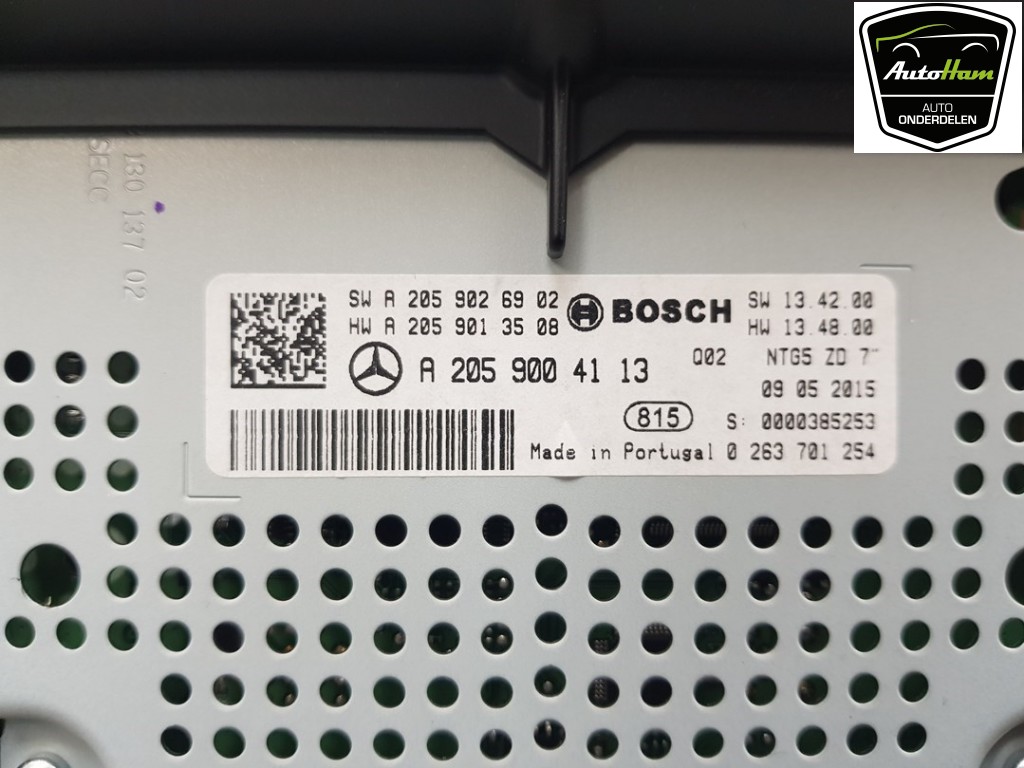 AutoHam
AUTO
ONDERDELEN
180 137 02
SECC
SW A 205 902 69 02
HW A 205 901 35 08
BOSCH
SW 13.42.00
HW 13.48.00
A 205 900 41 13
Q02
NTG5 ZD 7"
09 05 2015
815
S: 0000385253
Made in Portugal 0 263 701 254